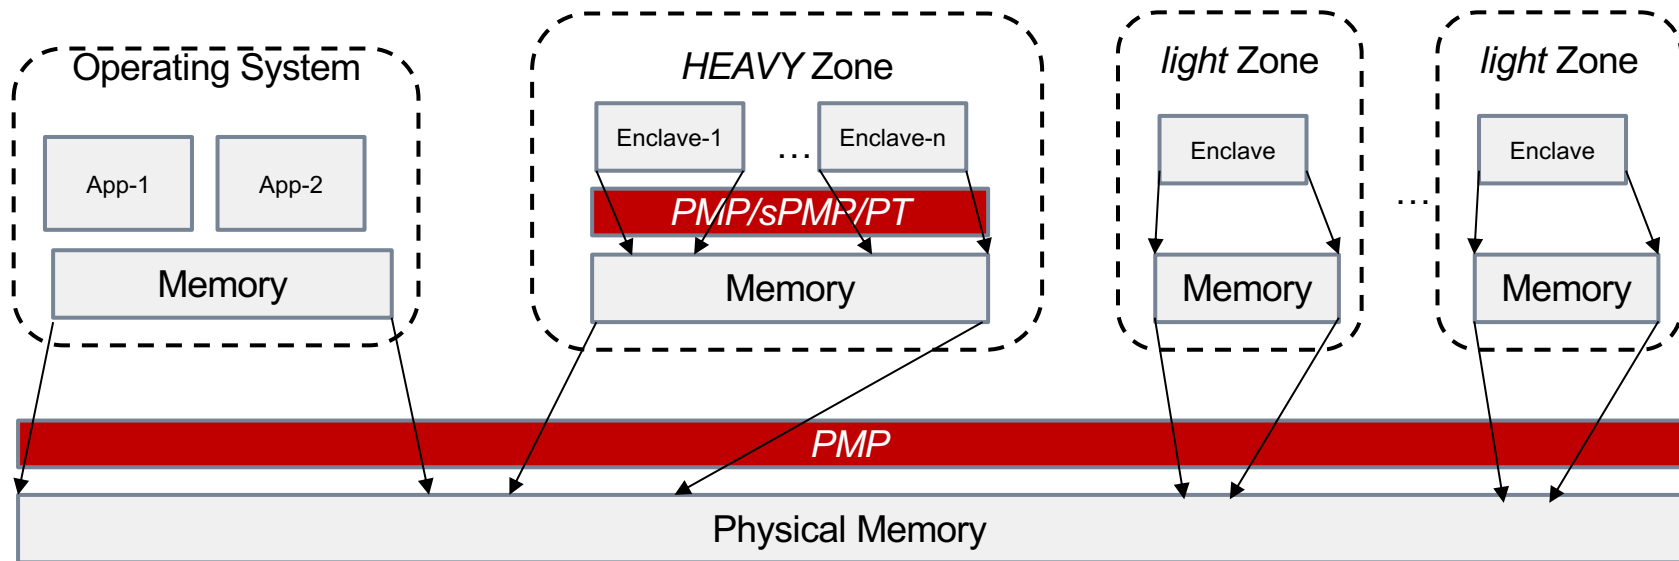 Operating System
App-1
App-2
Memory
HEAVY Zone
Enclave-1
...
Enclave-n
PMP/sPMP/PT
Memory
light Zone
Enclave
Memory
...
light Zone
Enclave
Memory
PMP
Physical Memory